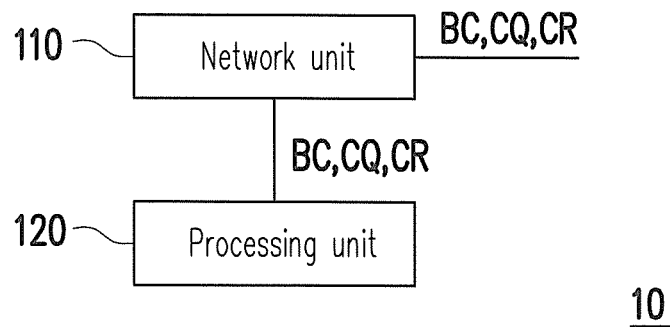 BC,CQ,CR
110
Network unit
BC,CQ,CR
120
Processing unit
10